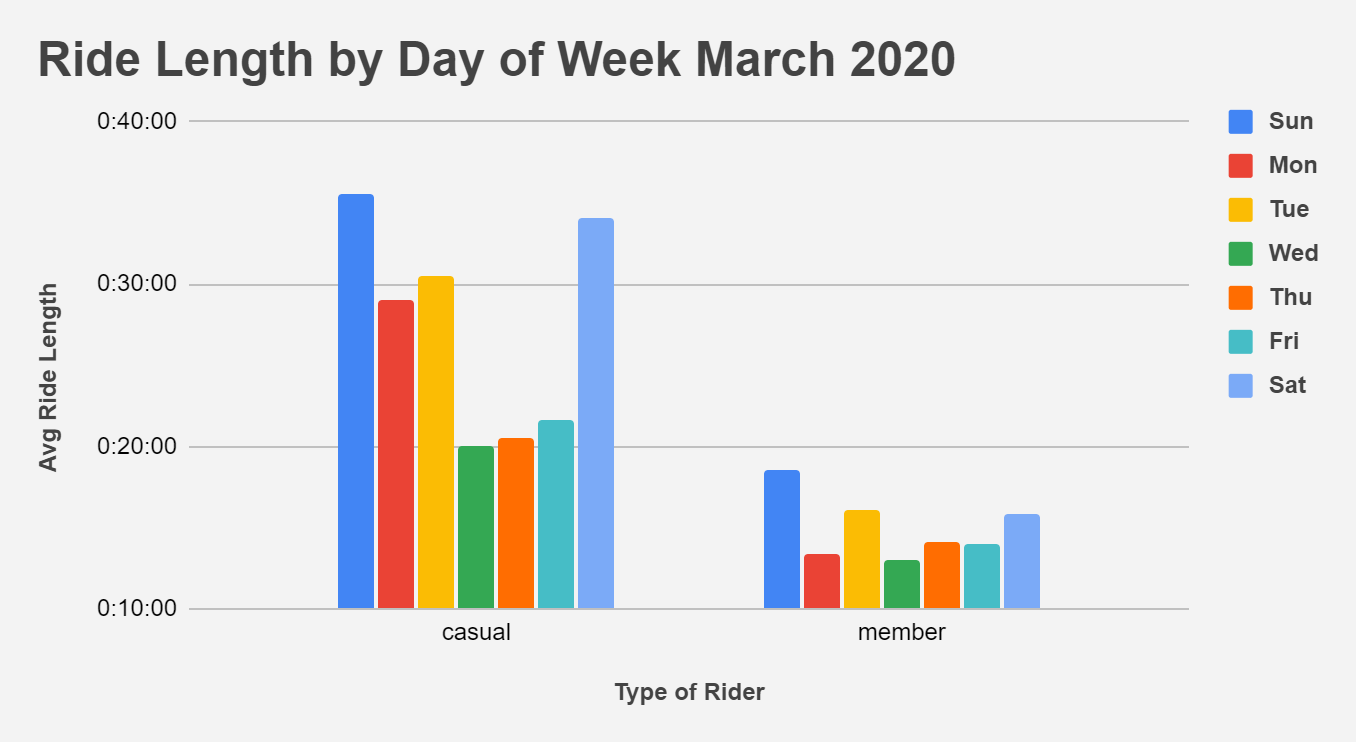 Ride Length by Day of Week March 2020
0:40:00
0:30:00
0:20:00
0:10:00
Avg Ride Length
casual
member
Type of Rider
Sun
Mon
Tue
Wed
Thu
Fri
Sat